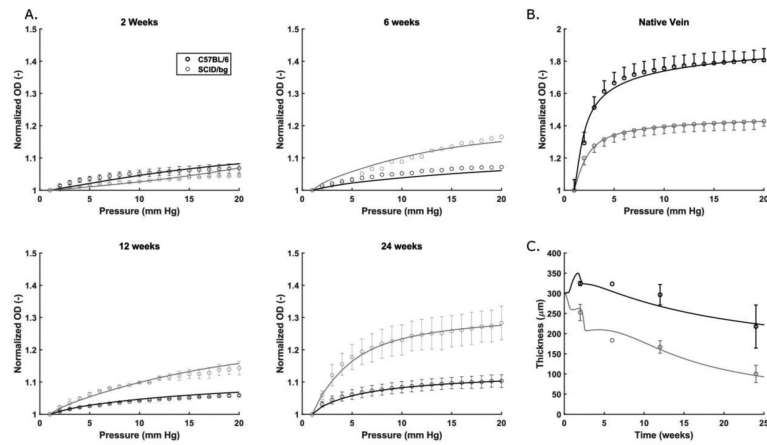 A.
2 Weeks
Normalized OD (-)
1.5
1.4
1.3
1.2
1.1
1
C57BL/6
SCID/bg
0 5 10 15 20
Pressure (mm Hg)
6 weeks
Normalized OD (-)
1.5
1.4
1.3
1.2
1.1
1
0 5 10 15 20
Pressure (mm Hg)
B.
Native Vein
Normalized OD (-)
2
1.8
1.6
1.4
1.2
1
0 5 10 15 20
Pressure (mm Hg)
12 weeks
Normalized OD (-)
1.5
1.4
1.3
1.2
1.1
1
0 5 10 15 20
Pressure (mm Hg)
24 weeks
Normalized OD (-)
1.5
1.4
1.3
1.2
1.1
1
0 5 10 15 20
Pressure (mm Hg)
C.
Thickness (μm)
400
350
300
250
200
150
100
50
0
0 5 10 15 20 25
Time (weeks)